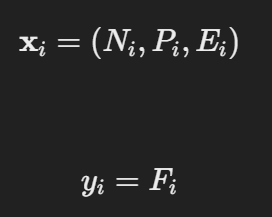 𝐱ᵢ = (Nᵢ, Pᵢ, Eᵢ)
yᵢ = Fᵢ